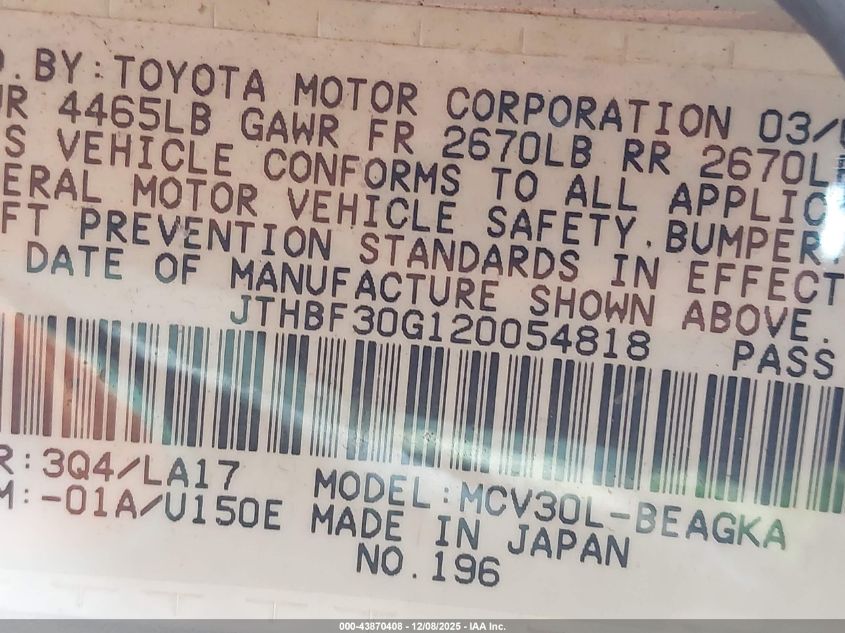 . BY: TOYOTA MOTOR CORPORATION 03/
R 4465LB GAWR FR 2670LB RR 2670L
S VEHICLE CONFORMS TO ALL APPLIC
ERAL MOTOR VEHICLE SAFETY, BUMPER,
FT PREVENTION STANDARDS IN EFFECT
DATE OF MANUFACTURE SHOWN ABOVE.
JTHBF30G120054818 PASS
R:3Q4/LA17 MODEL:MCV30L-BEAGKA
M:-01A/U150E MADE IN JAPAN
NO.196
000-43870408 - 12/08/2025 - IAA Inc.